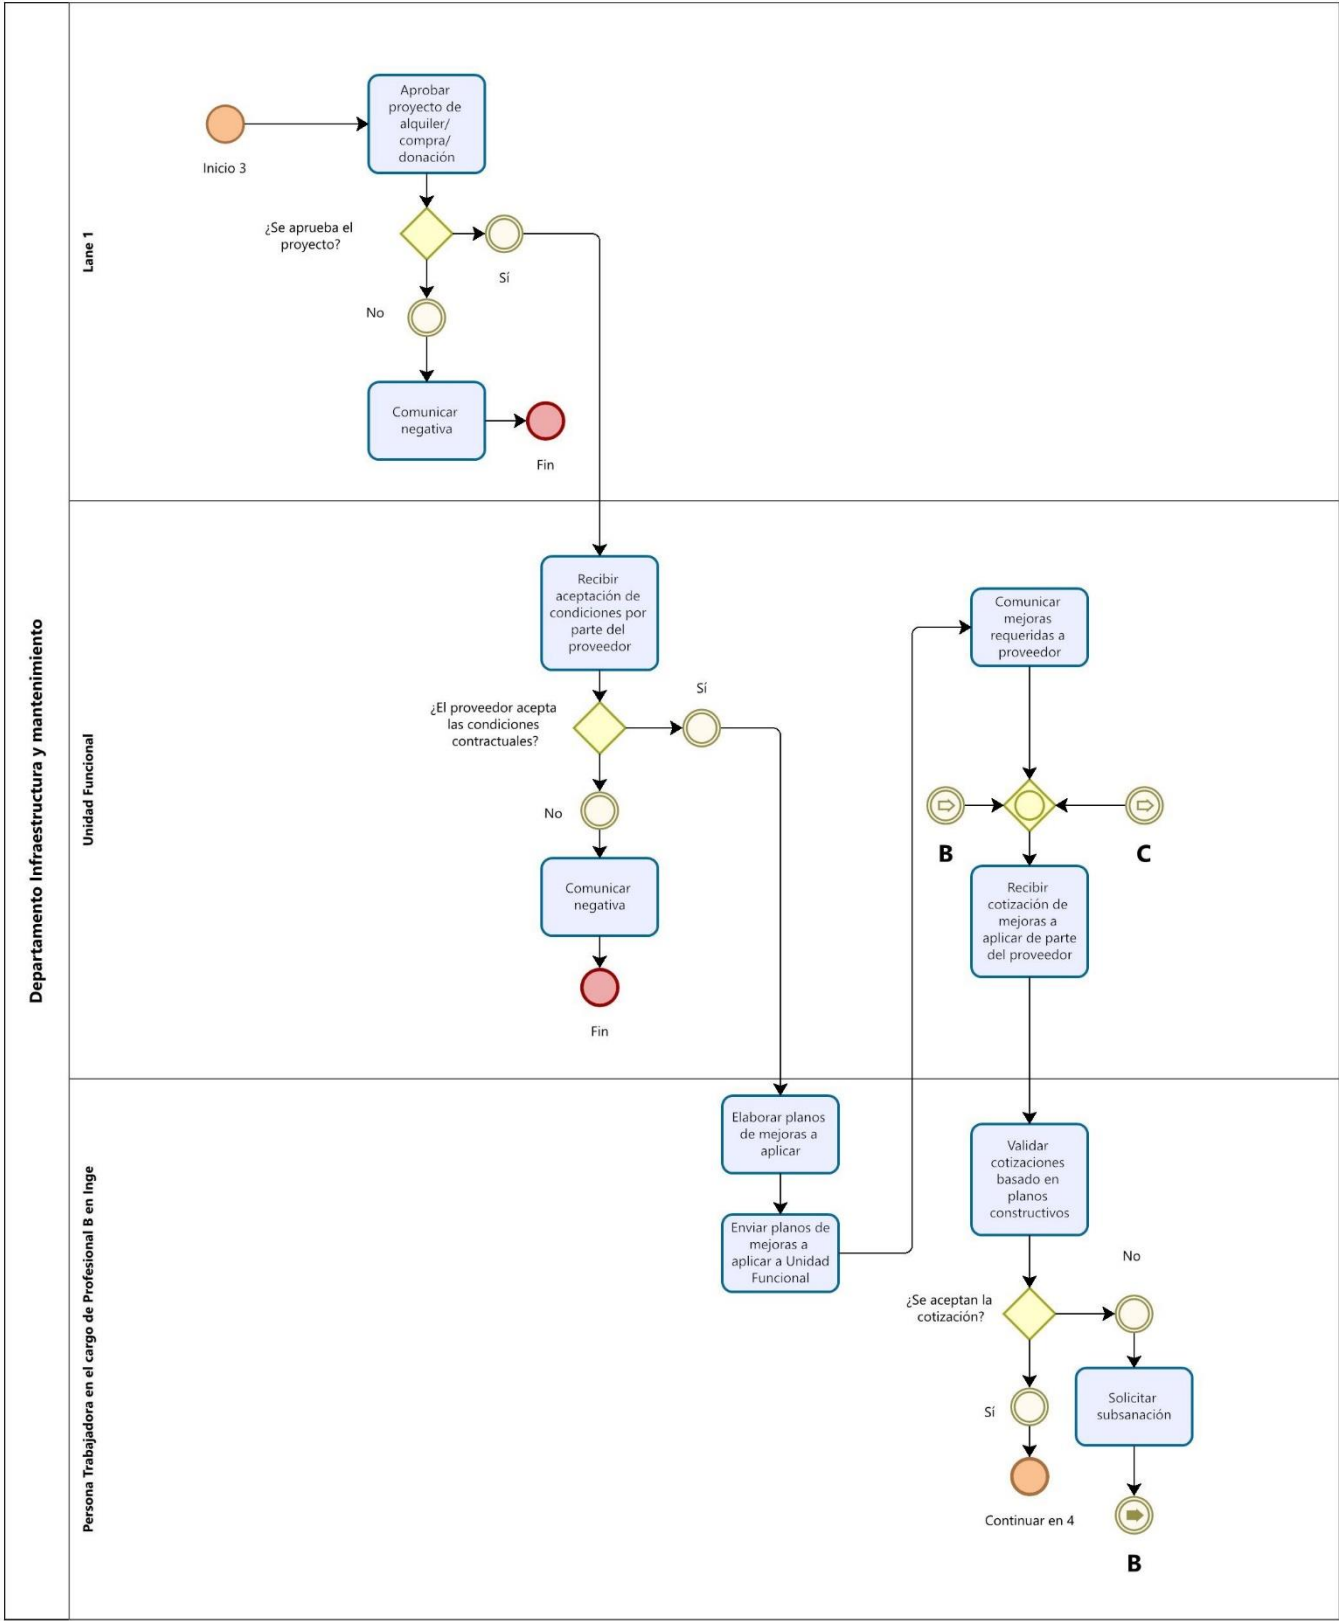 Departamento Infraestructura y mantenimiento
Lane 1
Inicio 3
Aprobar
proyecto de
alquiler/
compra/
donación
¿Se aprueba el
proyecto?
Sí
No
Comunicar
negativa
Fin
Unidad Funcional
Recibir
aceptación de
condiciones por
parte del
proveedor
¿El proveedor acepta
las condiciones
contractuales?
Sí
No
Comunicar
negativa
Fin
Comunicar
mejoras
requeridas a
proveedor
B
C
Recibir
cotización de
mejoras a
aplicar de parte
del proveedor
Persona Trabajadora en el cargo de Profesional B en Inge
Elaborar planos
de mejoras a
aplicar
Enviar planos de
mejoras a
aplicar a Unidad
Funcional
Validar
cotizaciones
basado en
planos
constructivos
¿Se aceptan la
cotización?
No
Sí
Solicitar
subsanación
Continuar en 4
B